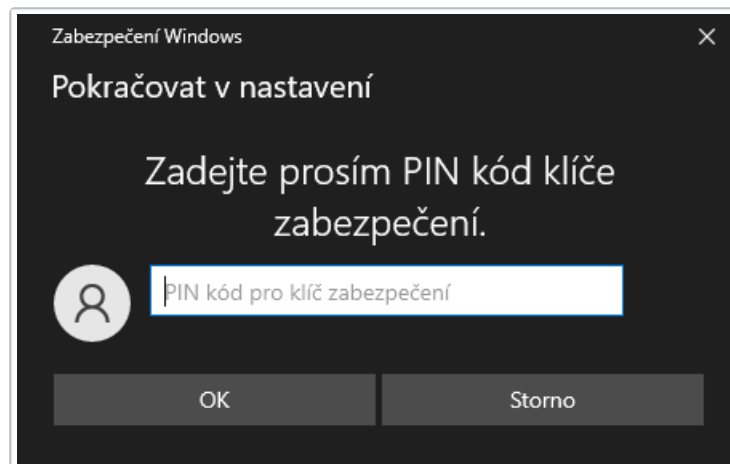 Zabezpečení Windows
Pokračovat v nastavení
Zadejte prosím PIN kód klíče
zabezpečení.
PIN kód pro klíč zabezpečení
OK
Storno